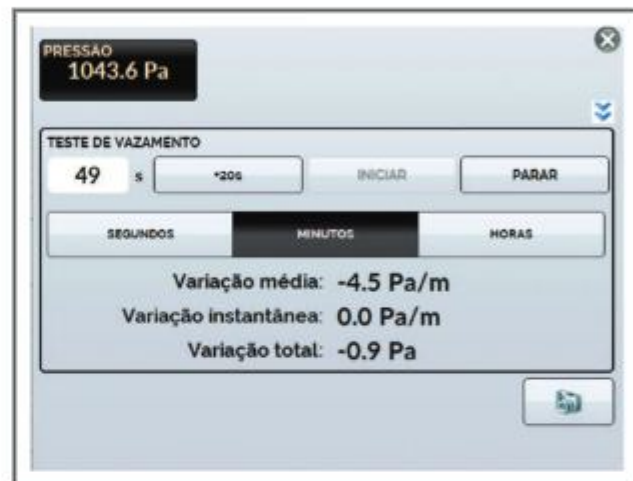 PRESSÃO
1043.6 Pa
TESTE DE VAZAMENTO
49 s +20s INICIAR PARAR
SEGUNDOS MINUTOS HORAS
Variação média: -4.5 Pa/m
Variação instantânea: 0.0 Pa/m
Variação total: -0.9 Pa